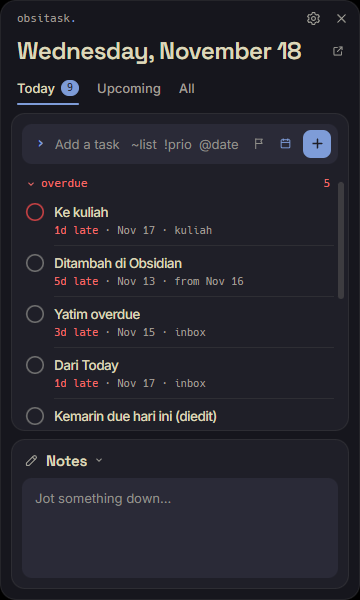 obsitask.
Wednesday, November 18
Today 9 Upcoming All
Add a task ~list !prio @date
overdue 5
Ke kuliah
1d late · Nov 17 · kuliah
Ditambah di Obsidian
5d late · Nov 13 · from Nov 16
Yatim overdue
3d late · Nov 15 · inbox
Dari Today
1d late · Nov 17 · inbox
Kemarin due hari ini (diedit)
Notes
Jot something down...